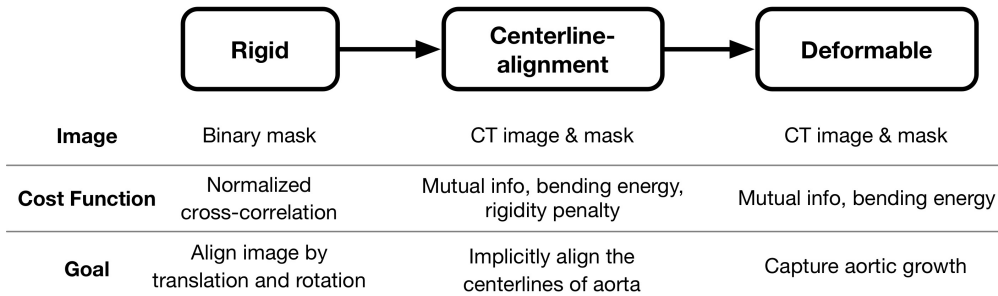 Rigid
Centerline-
alignment
Deformable
Image
Binary mask
CT image & mask
CT image & mask
Cost Function
Normalized
cross-correlation
Mutual info, bending energy,
rigidity penalty
Mutual info, bending energy
Goal
Align image by
translation and rotation
Implicitly align the
centerlines of aorta
Capture aortic growth